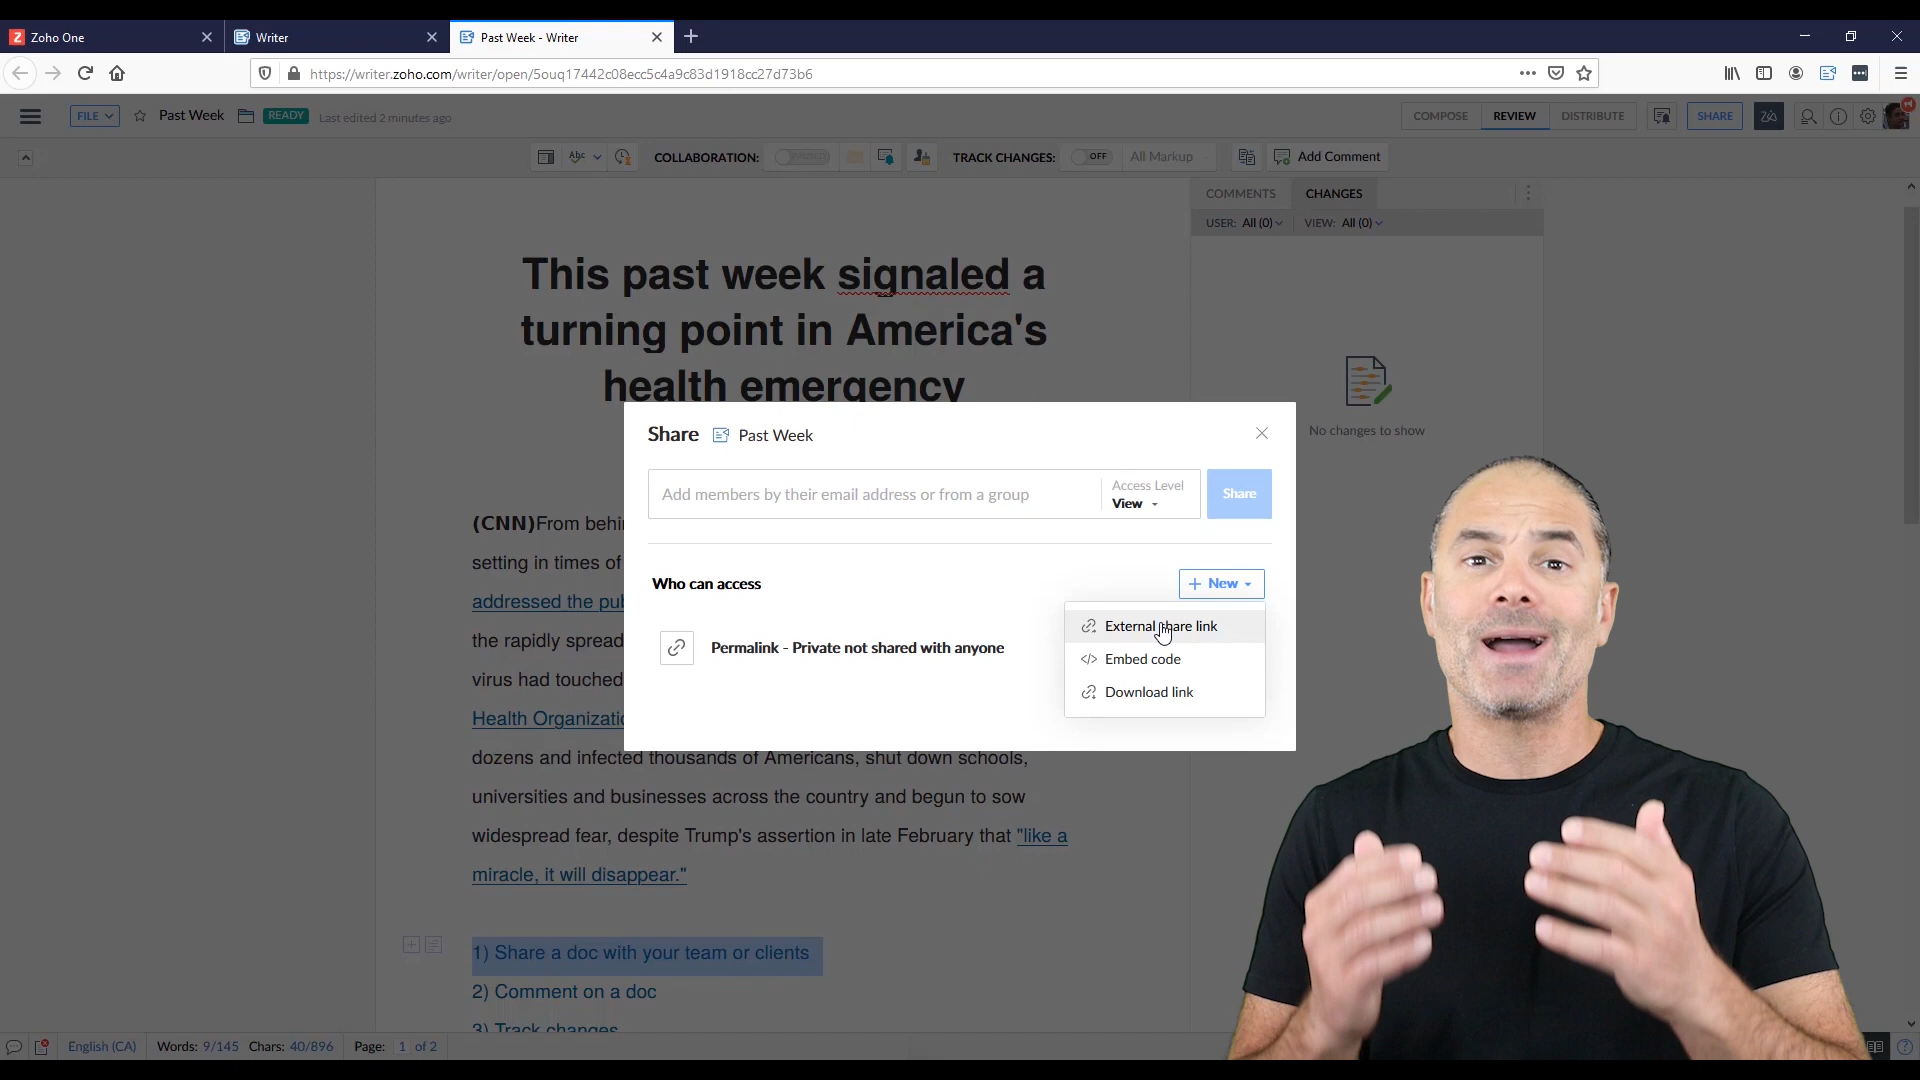 Zoho One
Writer
Past Week - Writer
https://writer.zoho.com/writer/open/5ouq17442c08ecc5c4a9c83d1918cc27d73b6
FILE
Past Week
READY
Last edited 2 minutes ago
COMPOSE
REVIEW
DISTRIBUTE
SHARE
Abc
COLLABORATION:
PAUSED
TRACK CHANGES:
OFF
All Markup
Add Comment
COMMENTS
CHANGES
USER: All (0)
VIEW: All (0)
No changes to show
This past week signaled a
turning point in America's
health emergency
Share
Past Week
Add members by their email address or from a group
Access Level
View
Share
Who can access
+ New
Permalink - Private not shared with anyone
External share link
</> Embed code
Download link
(CNN)From
setting in times of
addressed the
the rapidly
virus had touched
Health
dozens and infected thousands of Americans, shut down schools,
universities and businesses across the country and begun to sow
widespread fear, despite Trump's assertion in late February that "like a
miracle, it will disappear."
1) Share a doc with your team or clients
2) Comment on a doc
3) Track changes
English (CA)
Words: 9/145
Chars: 40/896
Page: 1 of 2